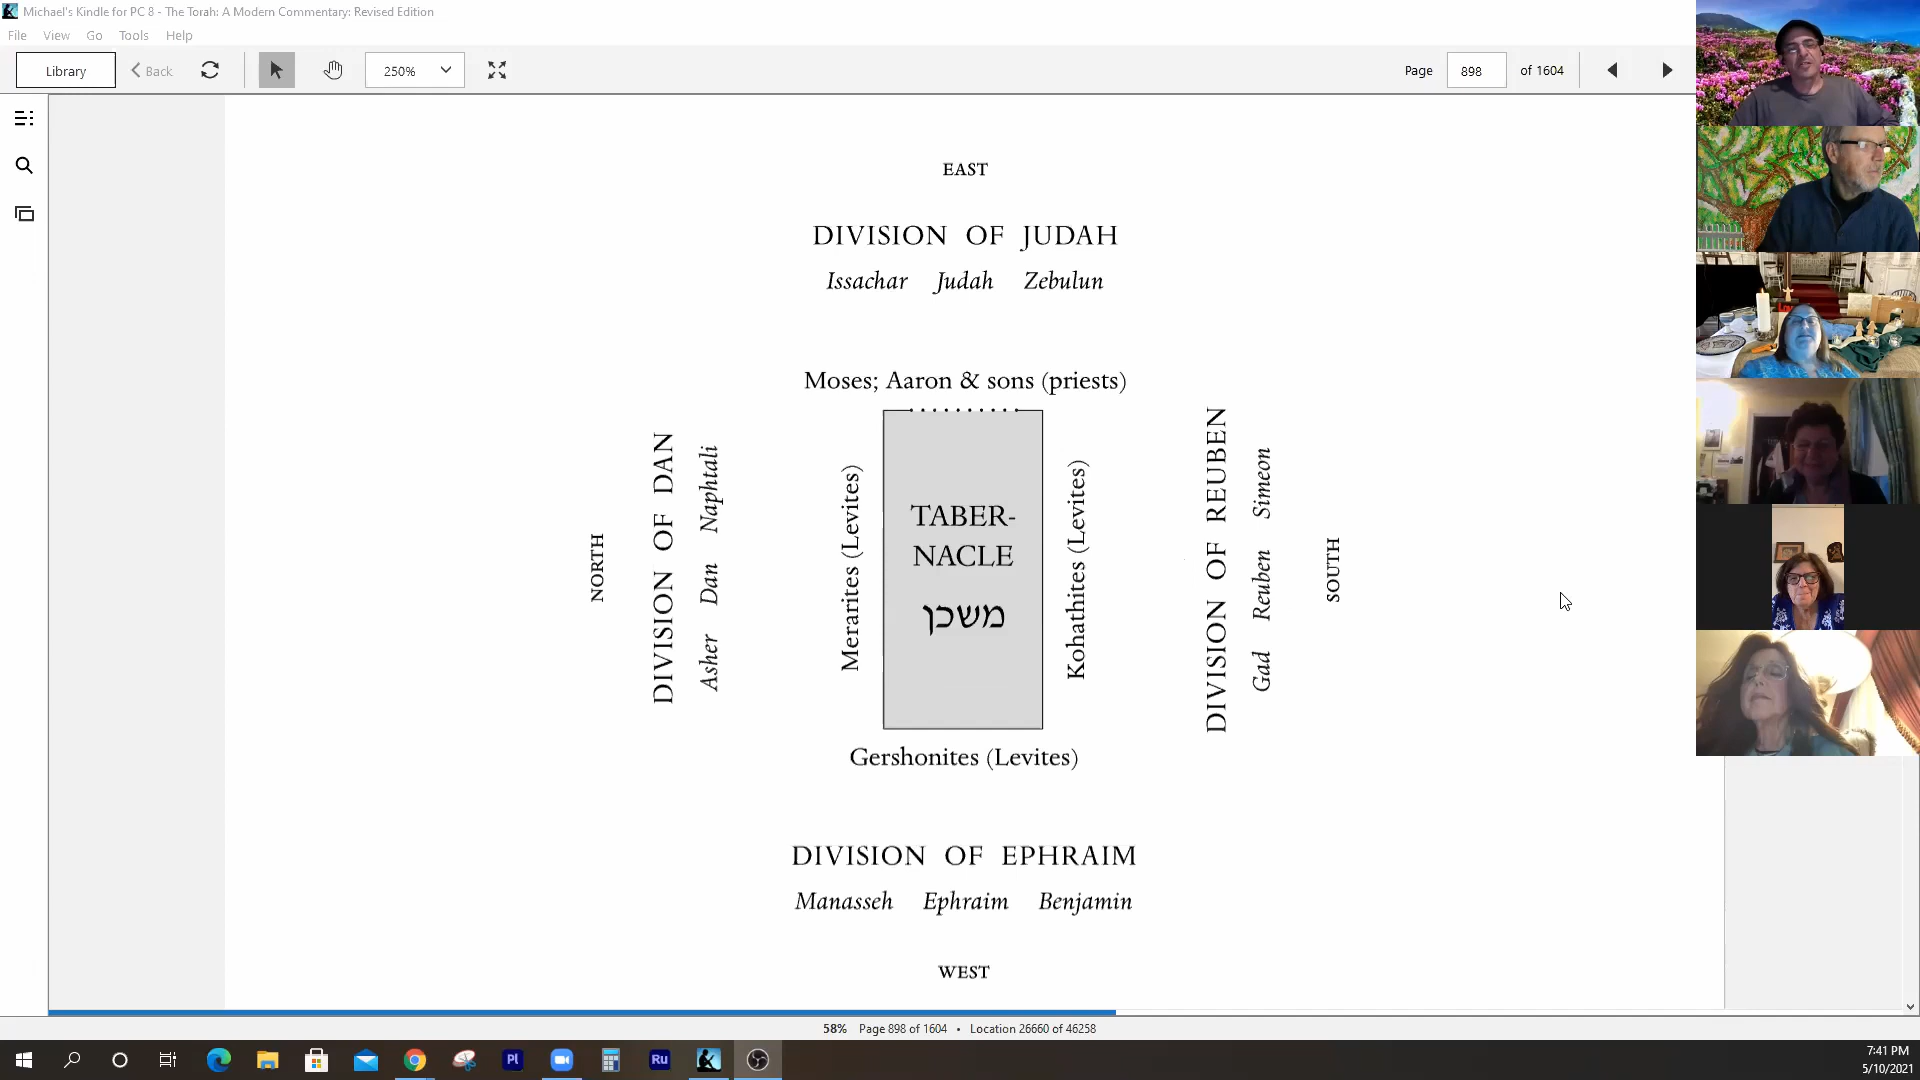 Michael's Kindle for PC 8 - The Torah: A Modern Commentary: Revised Edition
File View Go Tools Help
Library Back 250% Page 898 of 1604
EAST
DIVISION OF JUDAH
Issachar Judah Zebulun
Moses; Aaron & sons (priests)
NORTH
DIVISION OF DAN
Asher Dan Naphtali
Merarites (Levites)
TABER-
NACLE
משכן
Kohathites (Levites)
DIVISION OF REUBEN
Gad Reuben Simeon
SOUTH
Gershonites (Levites)
DIVISION OF EPHRAIM
Manasseh Ephraim Benjamin
WEST
58% Page 898 of 1604 • Location 26660 of 46258
Pl Ru
7:41 PM
5/10/2021